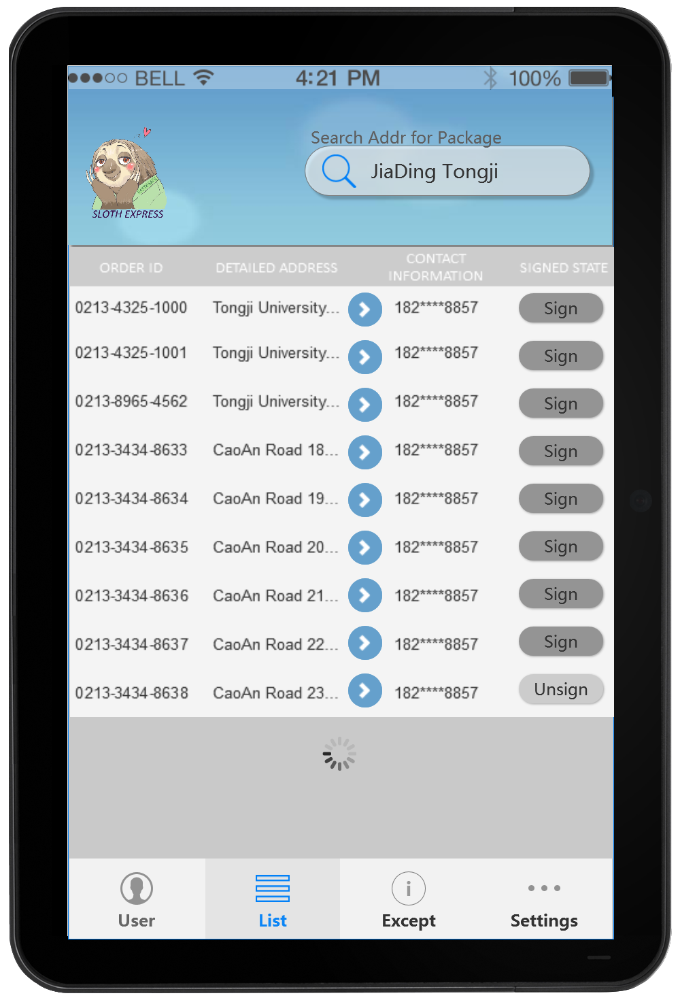 BELL 4:21 PM 100%
Search Addr for Package
JiaDing Tongji
SLOTH EXPRESS
ORDER ID DETAILED ADDRESS CONTACT INFORMATION SIGNED STATE
0213-4325-1000 Tongji University... 182****8857 Sign
0213-4325-1001 Tongji University... 182****8857 Sign
0213-8965-4562 Tongji University... 182****8857 Sign
0213-3434-8633 CaoAn Road 18... 182****8857 Sign
0213-3434-8634 CaoAn Road 19... 182****8857 Sign
0213-3434-8635 CaoAn Road 20... 182****8857 Sign
0213-3434-8636 CaoAn Road 21... 182****8857 Sign
0213-3434-8637 CaoAn Road 22... 182****8857 Sign
0213-3434-8638 CaoAn Road 23... 182****8857 Unsign
User List Except Settings